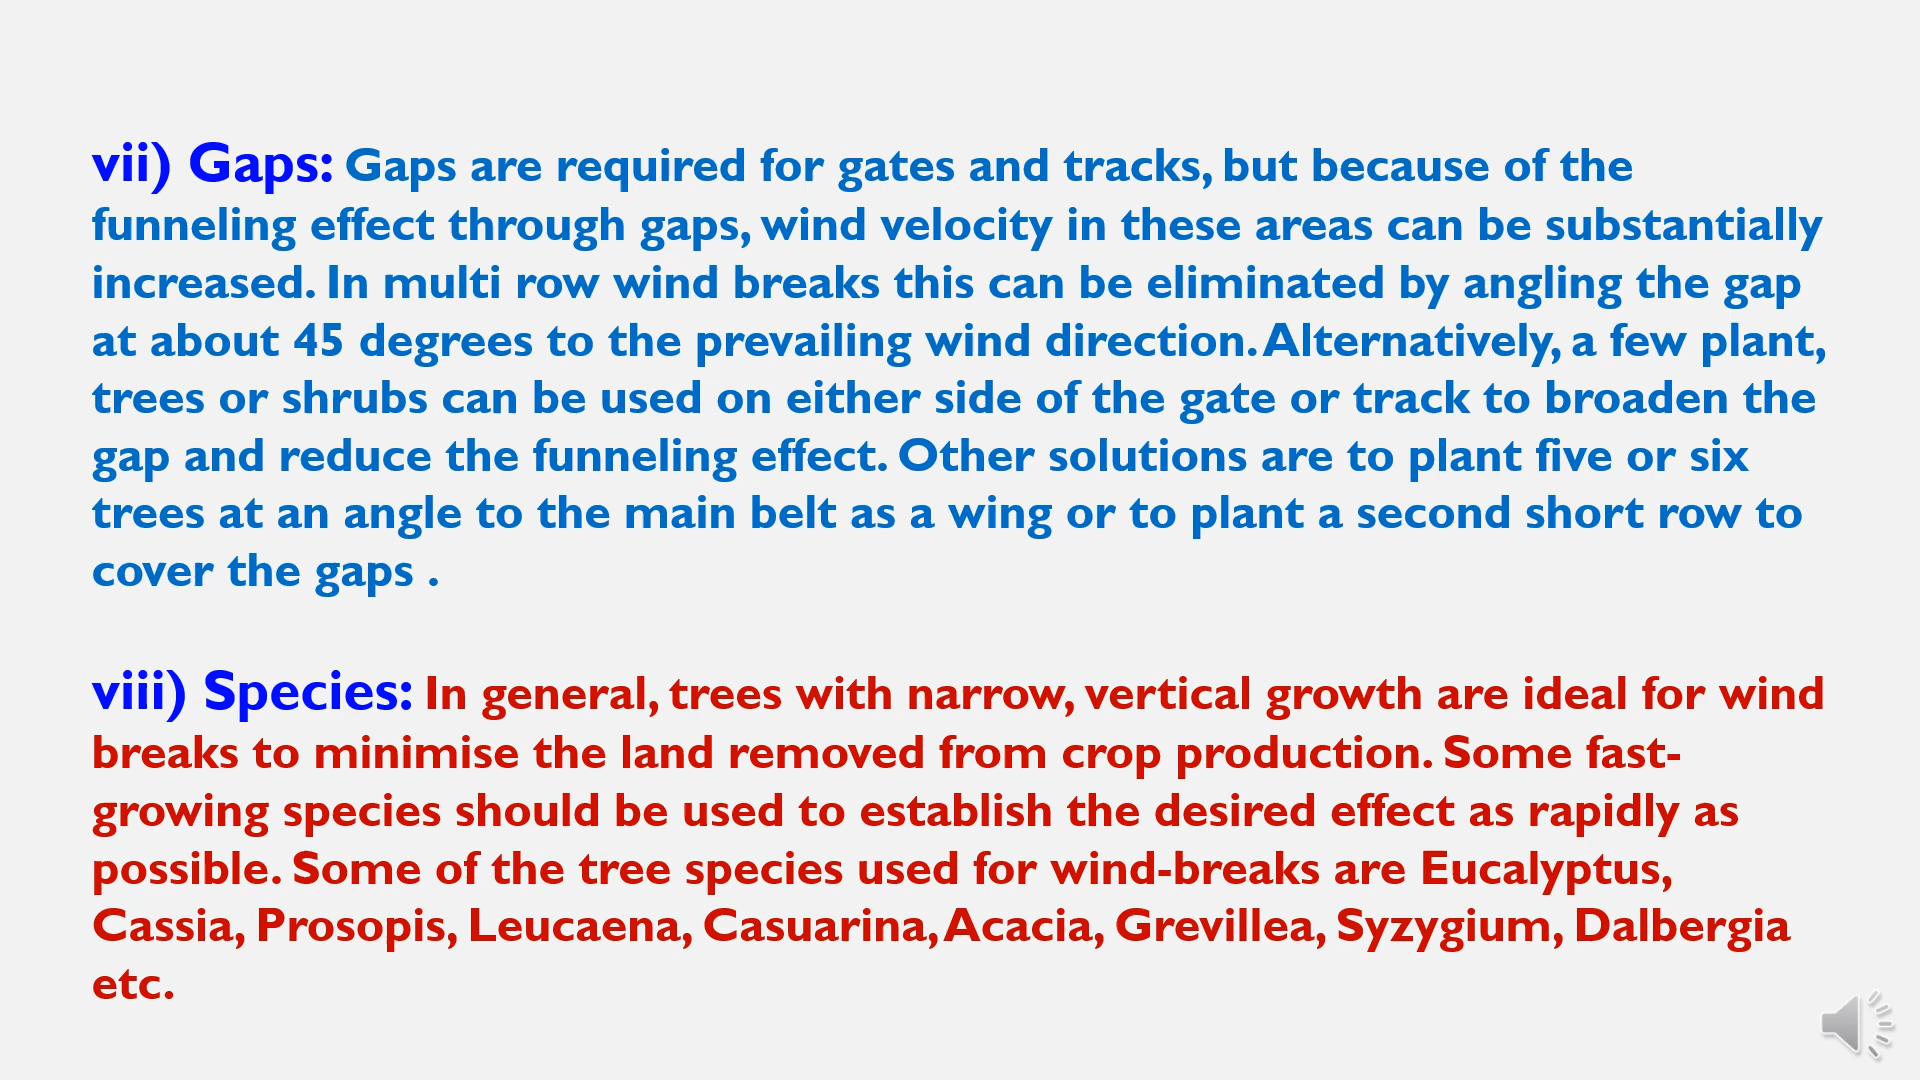 vii) Gaps: Gaps are required for gates and tracks, but because of the
funneling effect through gaps, wind velocity in these areas can be substantially
increased. In multi row wind breaks this can be eliminated by angling the gap
at about 45 degrees to the prevailing wind direction. Alternatively, a few plant,
trees or shrubs can be used on either side of the gate or track to broaden the
gap and reduce the funneling effect. Other solutions are to plant five or six
trees at an angle to the main belt as a wing or to plant a second short row to
cover the gaps .
viii) Species: In general, trees with narrow, vertical growth are ideal for wind
breaks to minimise the land removed from crop production. Some fast-
growing species should be used to establish the desired effect as rapidly as
possible. Some of the tree species used for wind-breaks are Eucalyptus,
Cassia, Prosopis, Leucaena, Casuarina, Acacia, Grevillea, Syzygium, Dalbergia
etc.